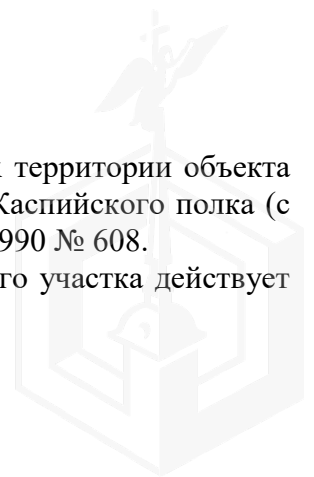 территории объекта
Каспийского полка (с
990 № 608.
го участка действует